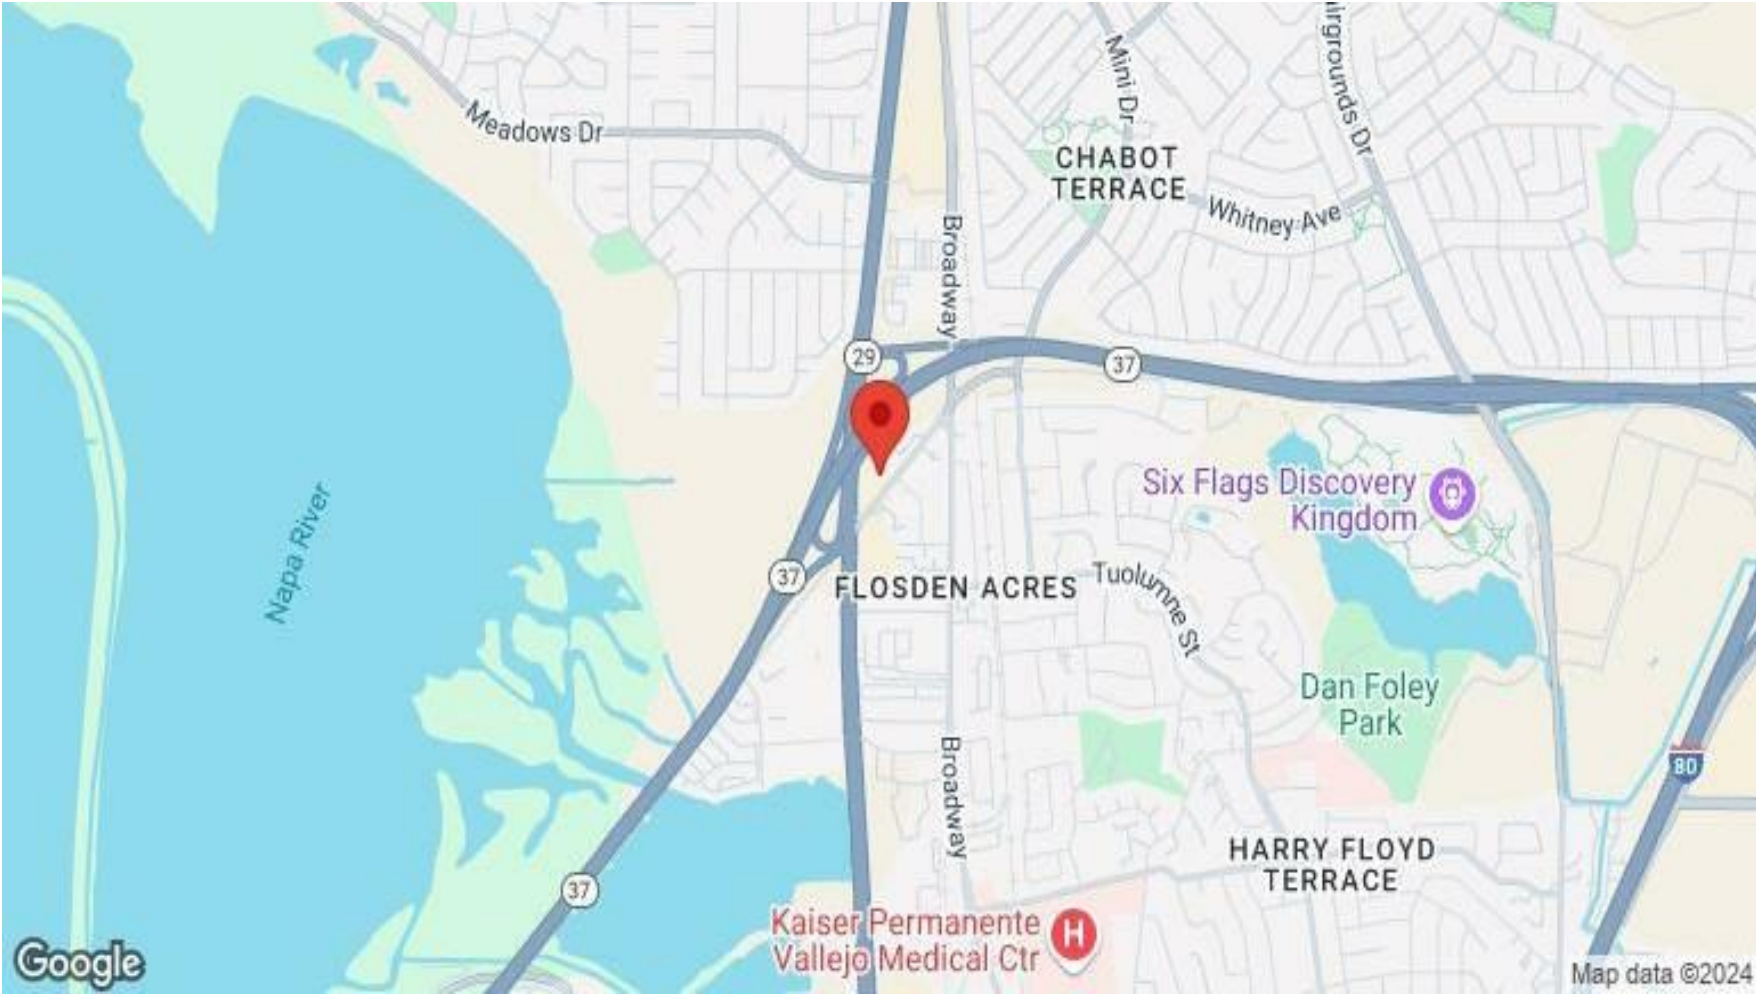 Meadows Dr
Mini Dr
airgrounds Dr
CHABOT
TERRACE
Whitney Ave
Broadway
29
37
Six Flags Discovery
Kingdom
Napa River
37
FLOSDEN ACRES
Tuolumne St
Dan Foley
Park
Broadway
80
HARRY FLOYD
TERRACE
37
Kaiser Permanente
Vallejo Medical Ctr
H
Google
Map data ©2024